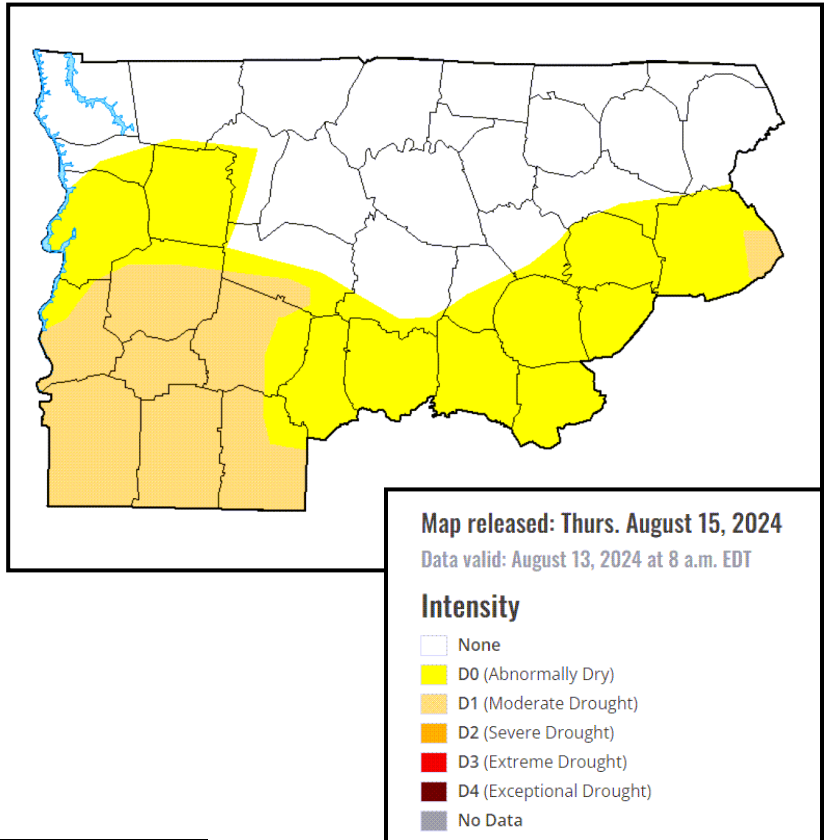 Map released: Thurs. August 15, 2024
Data valid: August 13, 2024 at 8 a.m. EDT
Intensity
None
D0 (Abnormally Dry)
D1 (Moderate Drought)
D2 (Severe Drought)
D3 (Extreme Drought)
D4 (Exceptional Drought)
No Data